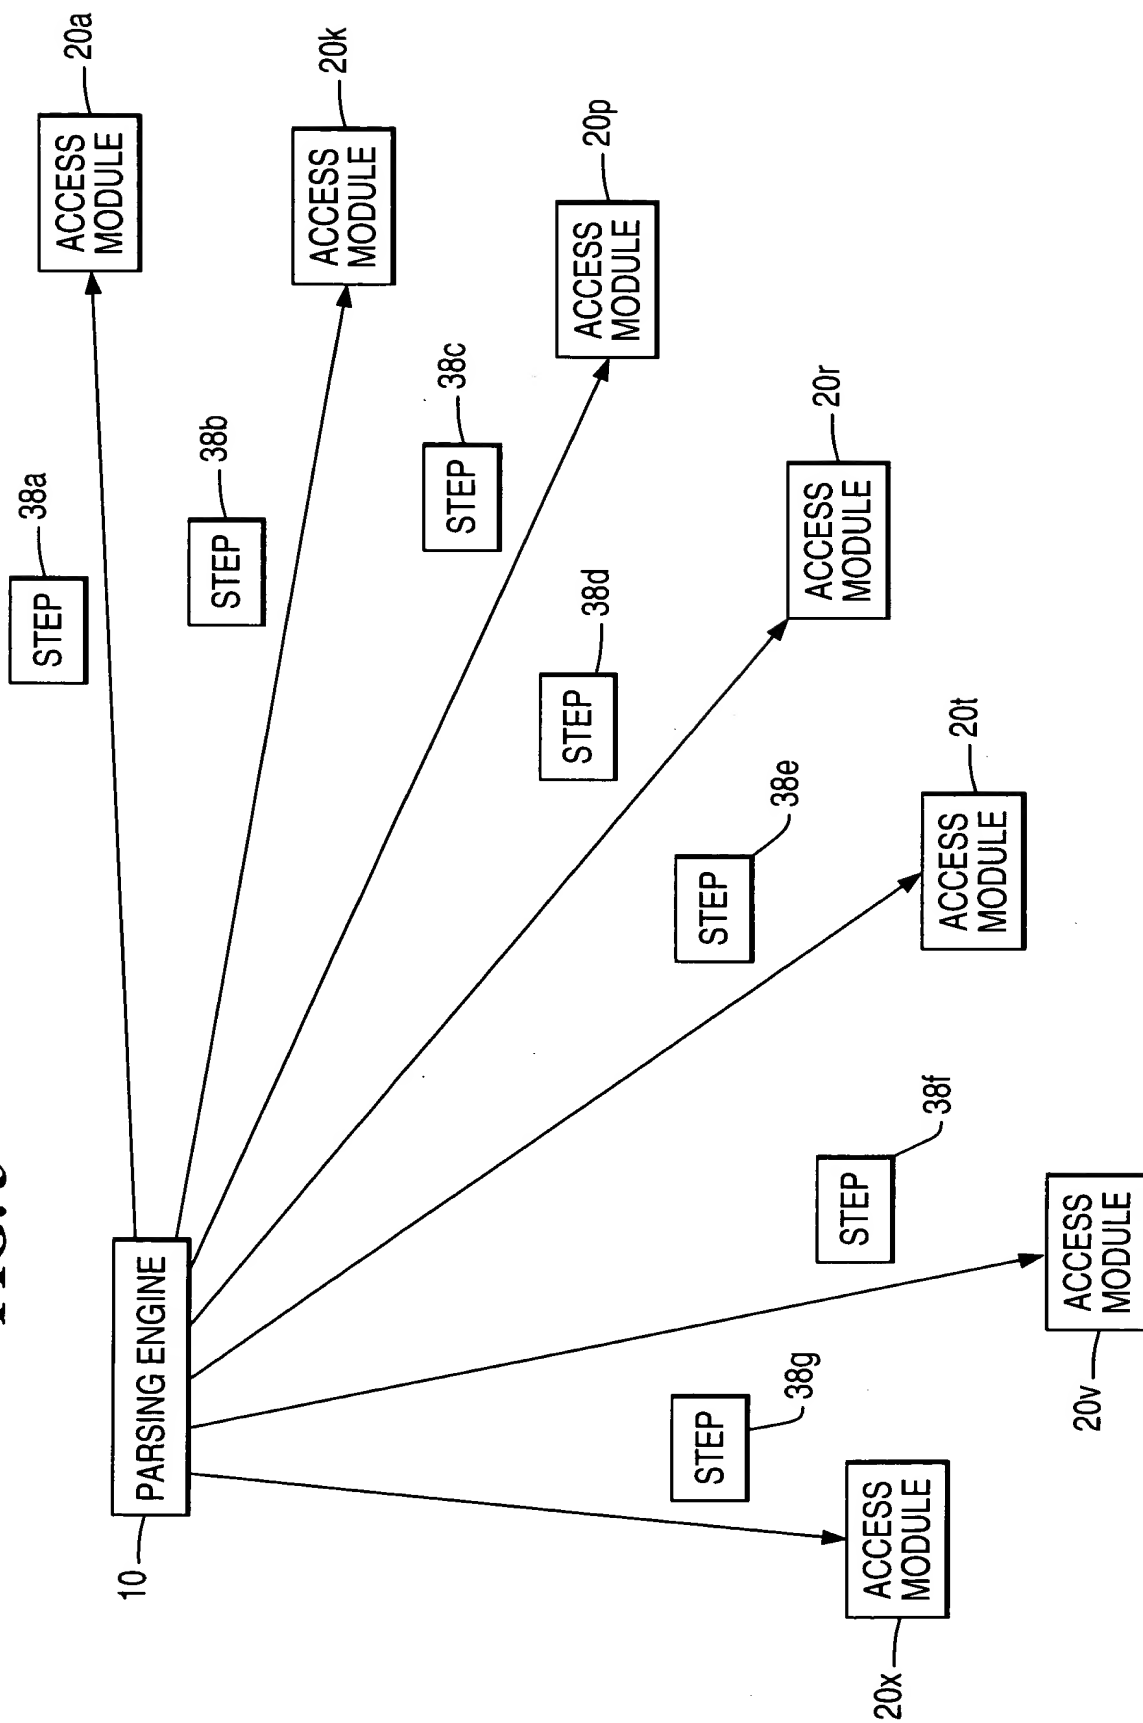 10
PARSING ENGINE
STEP
38a
ACCESS
MODULE
20a
STEP
38b
ACCESS
MODULE
20k
STEP
38c
ACCESS
MODULE
20p
STEP
38d
ACCESS
MODULE
20r
STEP
38e
ACCESS
MODULE
20t
STEP
38f
ACCESS
MODULE
20v
STEP
38g
ACCESS
MODULE
20x